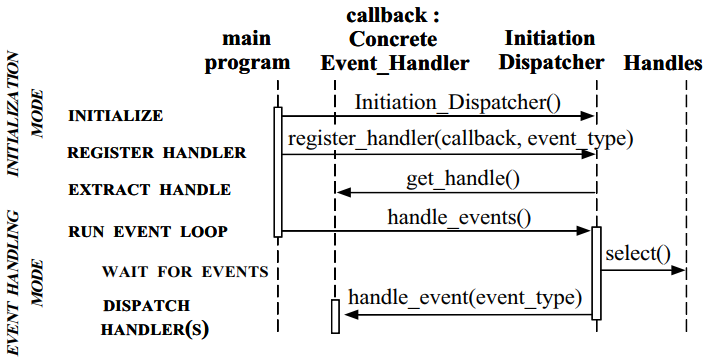 callback :
main Concrete Initiation
program Event_Handler Dispatcher Handles
INITIALIZATION
MODE
INITIALIZE Initiation_Dispatcher()
REGISTER HANDLER register_handler(callback, event_type)
EXTRACT HANDLE get_handle()
EVENT HANDLING
MODE
RUN EVENT LOOP handle_events()
WAIT FOR EVENTS select()
DISPATCH handle_event(event_type)
HANDLER(S)